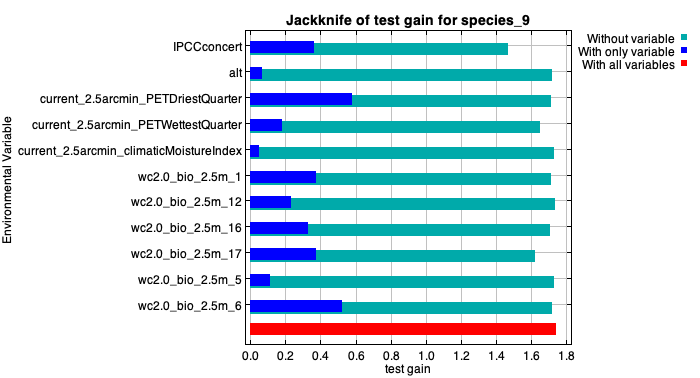 Jackknife of test gain for species_9
Without variable
With only variable
With all variables
Environmental Variable
IPCCconcert
alt
current_2.5arcmin_PETDriestQuarter
current_2.5arcmin_PETWettestQuarter
current_2.5arcmin_climaticMoistureIndex
wc2.0_bio_2.5m_1
wc2.0_bio_2.5m_12
wc2.0_bio_2.5m_16
wc2.0_bio_2.5m_17
wc2.0_bio_2.5m_5
wc2.0_bio_2.5m_6
0.0 0.2 0.4 0.6 0.8 1.0 1.2 1.4 1.6 1.8
test gain